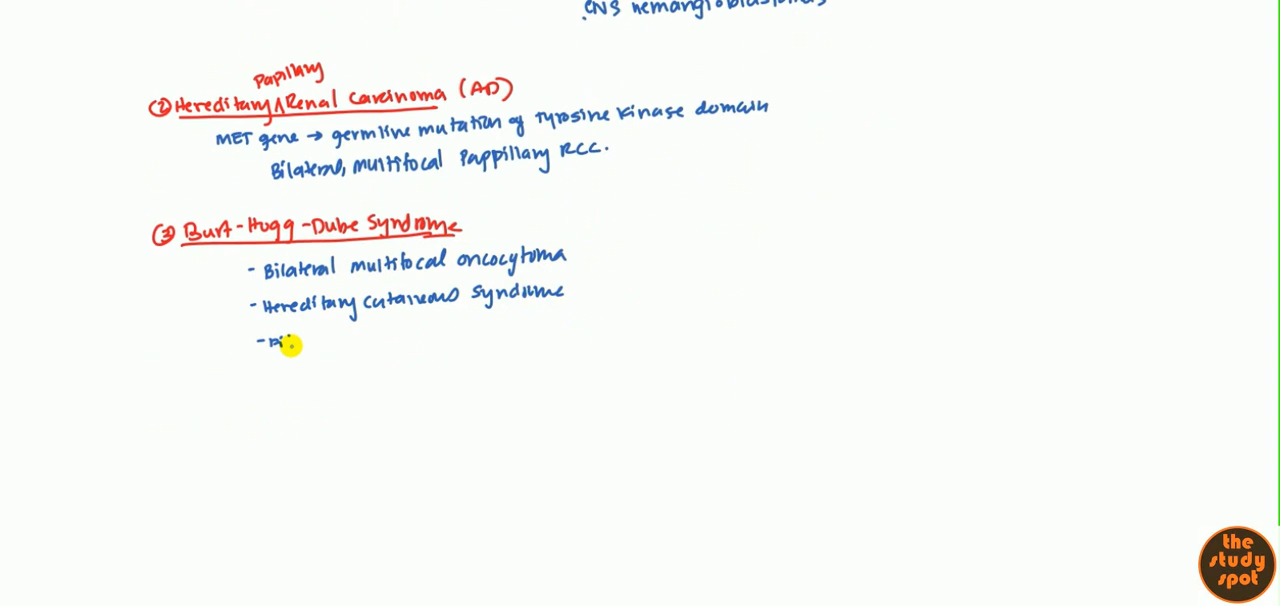 CNS hemangioblastomas
Papillary
② Hereditary ^ Renal Carcinoma (AD)
MET gene → germline mutation of Tyrosine Kinase domain
Bilateral, multifocal Pappillary RCC.
③ Burt-Hogg-Dube Syndrome
- Bilateral multifocal oncocytoma
- Hereditary cutaneous syndrome
-
the
study
spot